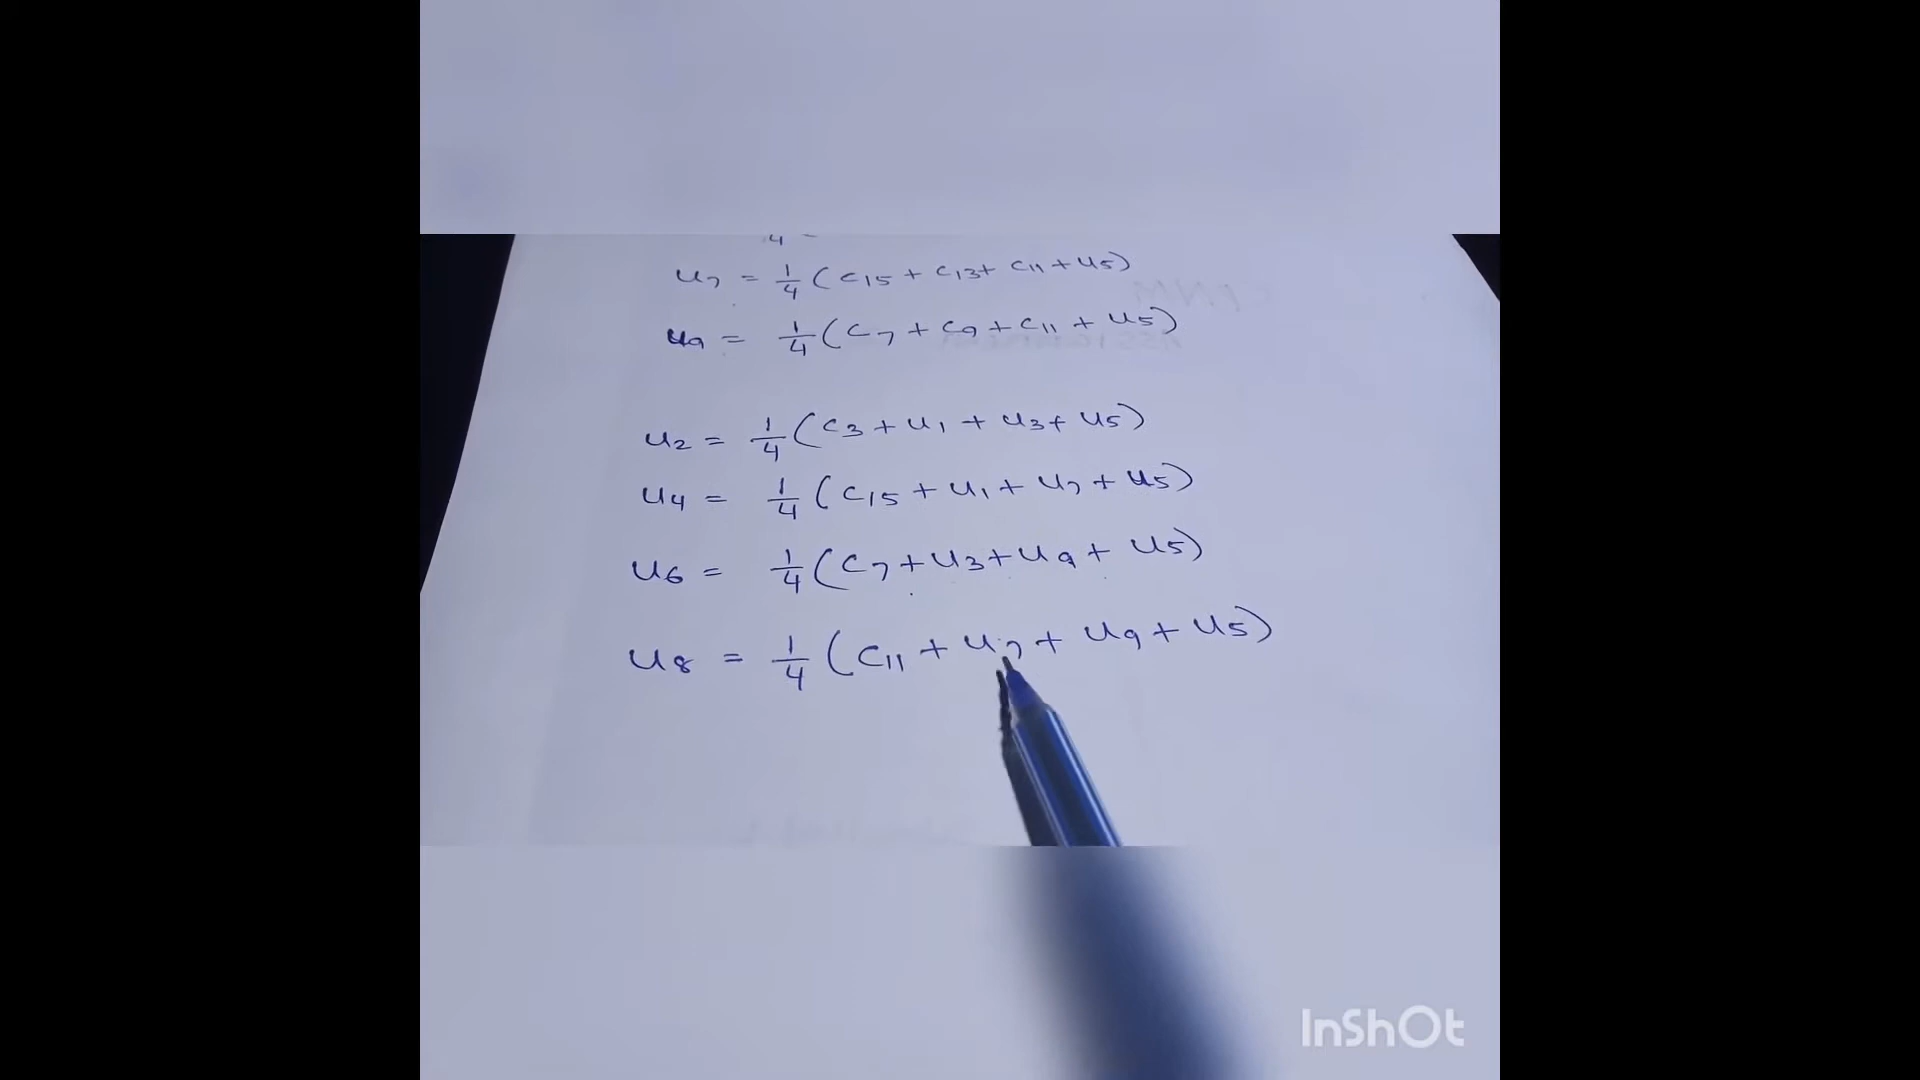 4
u7 = 1/4 (c15 + c13 + c11 + u5)
u9 = 1/4 (c7 + c9 + c11 + u5)
u2 = 1/4 (c3 + u1 + u3 + u5)
u4 = 1/4 (c15 + u1 + u7 + u5)
u6 = 1/4 (c7 + u3 + u9 + u5)
u8 = 1/4 (c11 + u7 + u9 + u5)
InShOt